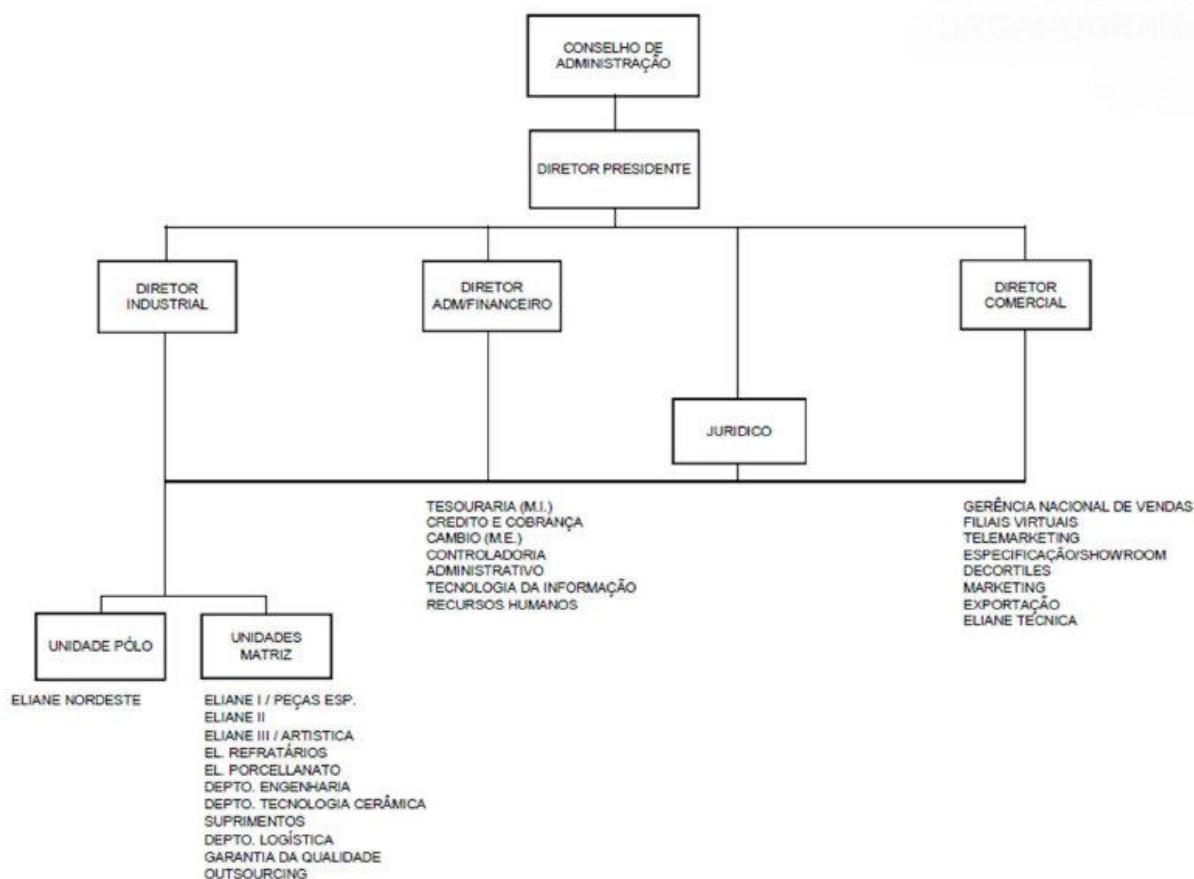 CONSELHO DE
ADMINISTRAÇÃO
DIRETOR PRESIDENTE
DIRETOR
INDUSTRIAL
DIRETOR
ADM/FINANCEIRO
DIRETOR
COMERCIAL
JURIDICO
TESOURARIA (M.I.)
CREDITO E COBRANÇA
CAMBIO (M.E.)
CONTROLADORIA
ADMINISTRATIVO
TECNOLOGIA DA INFORMAÇÃO
RECURSOS HUMANOS
GERÊNCIA NACIONAL DE VENDAS
FILIAIS VIRTUAIS
TELEMARKETING
ESPECIFICAÇÃO/SHOWROOM
DECORTILES
MARKETING
EXPORTAÇÃO
ELIANE TECNICA
UNIDADE PÓLO
ELIANE NORDESTE
UNIDADES
MATRIZ
ELIANE I / PEÇAS ESP.
ELIANE II
ELIANE III / ARTISTICA
EL. REFRATÁRIOS
EL. PORCELLANATO
DEPTO. ENGENHARIA
DEPTO. TECNOLOGIA CERÂMICA
SUPRIMENTOS
DEPTO. LOGÍSTICA
GARANTIA DA QUALIDADE
OUTSOURCING